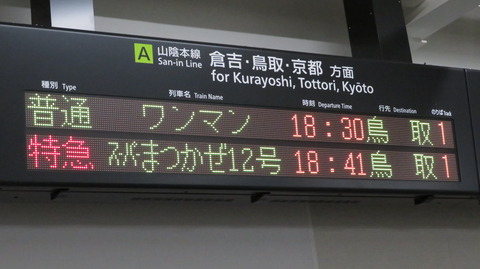 A 山陰本線 倉吉・鳥取・京都 方面
San-in Line for Kurayoshi, Tottori, Kyōto
種別 Type 列車名 Train Name 時刻 Departure Time 行先 Destination のりば Track
普通 ワンマン 18:30 鳥取 1
特急 スーパーまつかぜ12号 18:41 鳥取 1